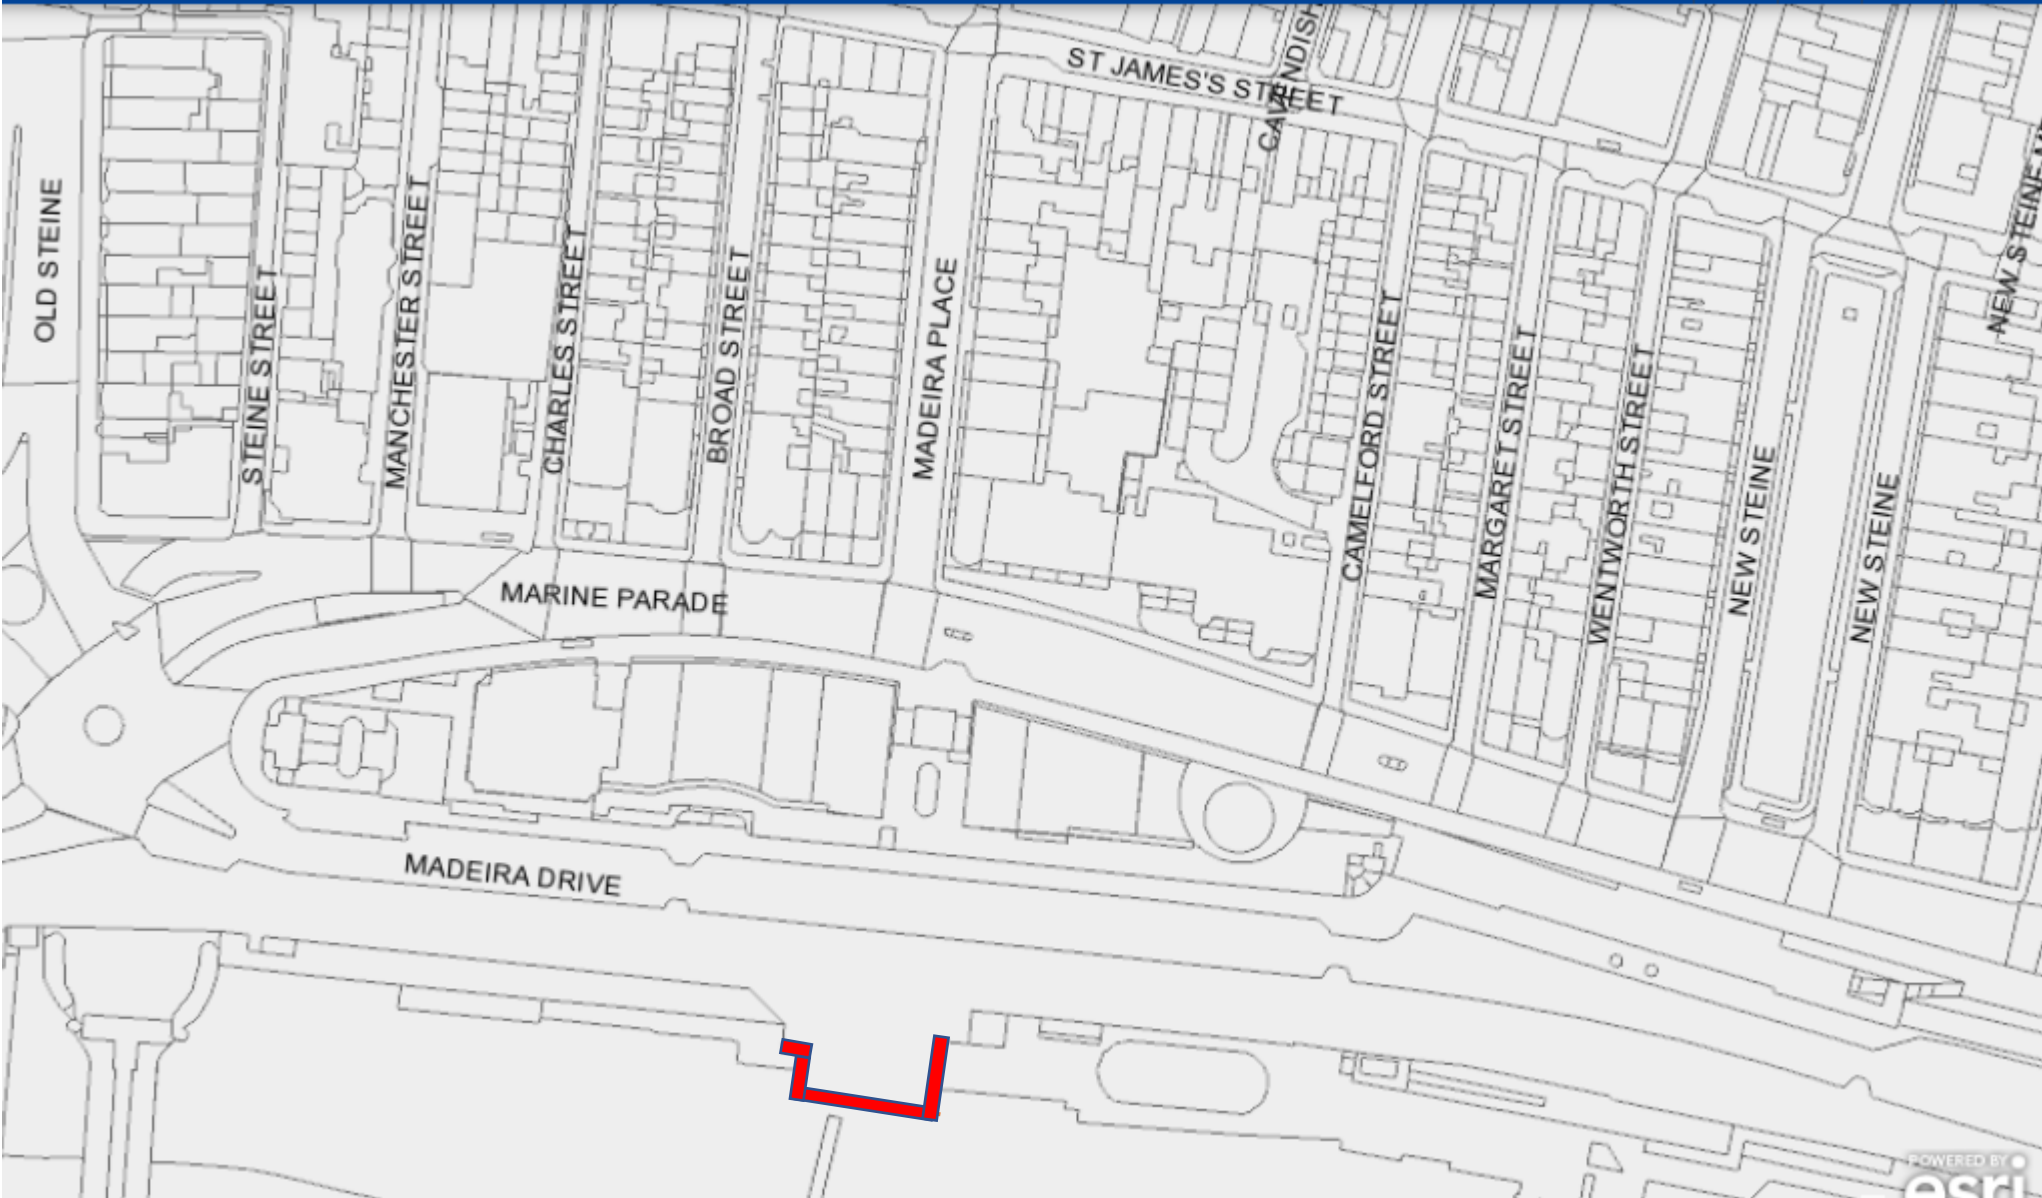 ST JAMES'S STREET
CAVENDISH
OLD STEINE
STEINE STREET
MANCHESTER STREET
CHARLES STREET
BROAD STREET
MADEIRA PLACE
CAMELFORD STREET
MARGARET STREET
WENTWORTH STREET
NEW STEINE
NEW STEINE
NEW STEINE
MARINE PARADE
MADEIRA DRIVE
POWERED BY
esri